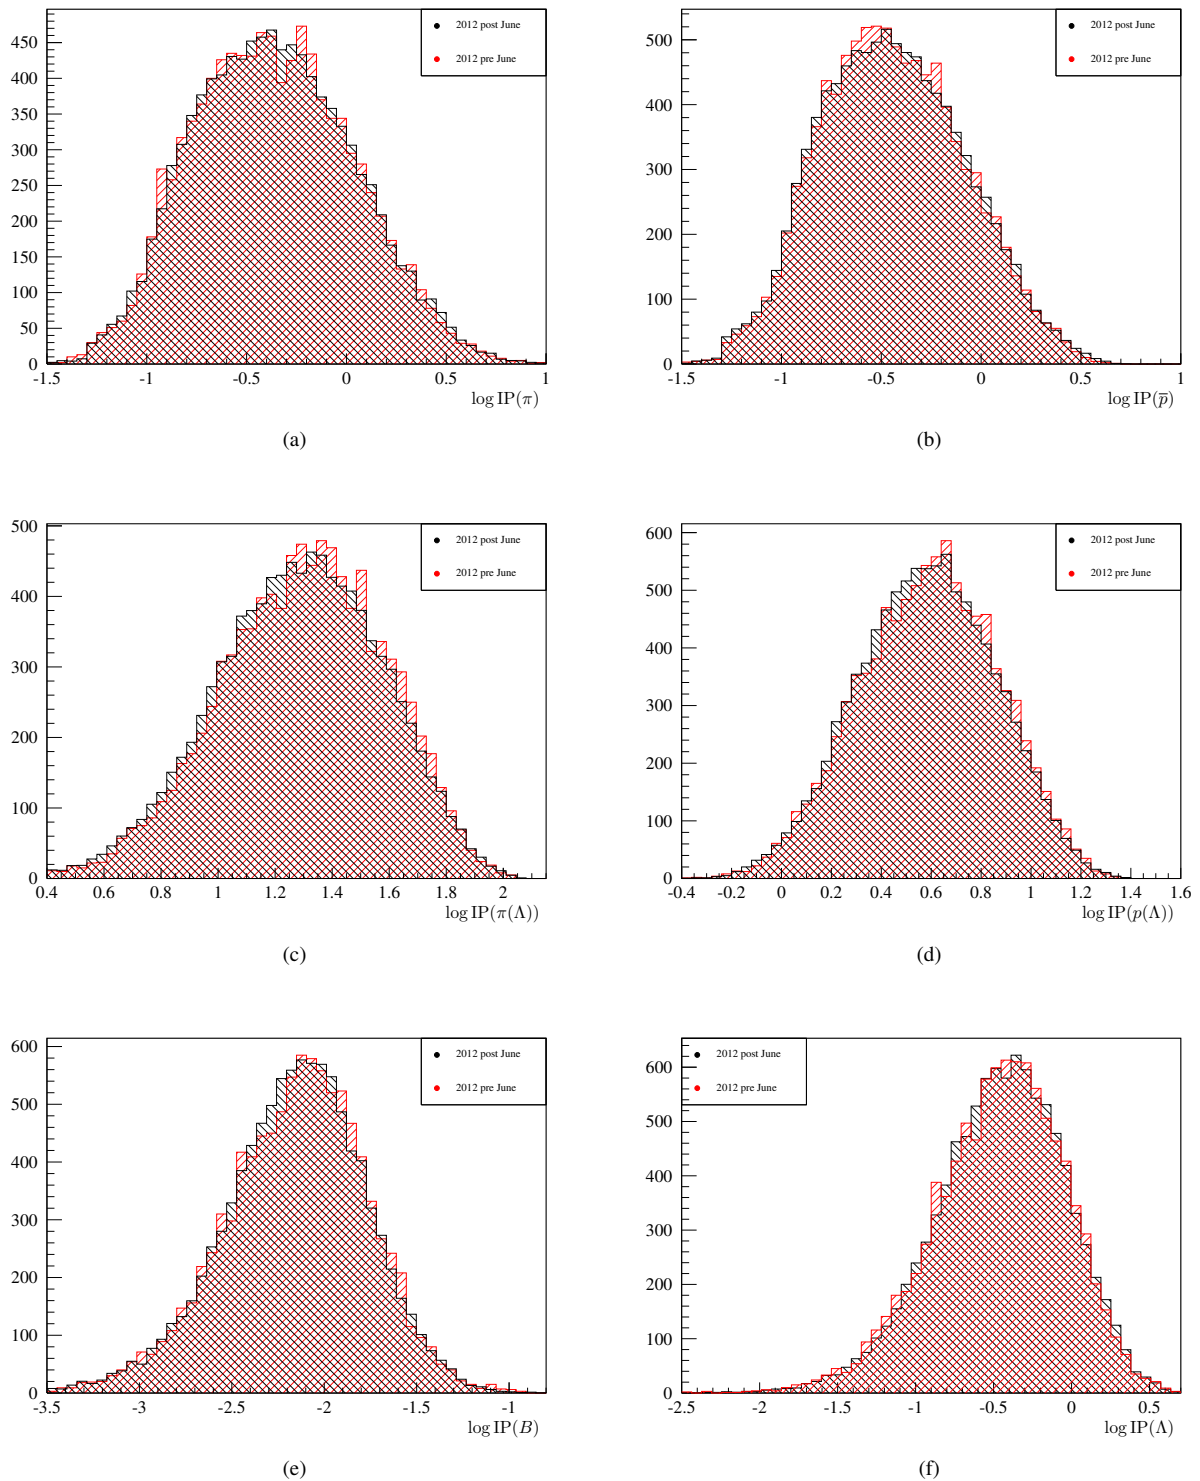 2012 post June
2012 pre June
450
400
350
300
250
200
150
100
50
0
-1.5 -1 -0.5 0 0.5 1
log IP(π)
(a)
2012 post June
2012 pre June
500
400
300
200
100
0
-1.5 -1 -0.5 0 0.5 1
log IP(p̅)
(b)
2012 post June
2012 pre June
500
400
300
200
100
0
0.4 0.6 0.8 1 1.2 1.4 1.6 1.8 2
log IP(π(Λ))
(c)
2012 post June
2012 pre June
600
500
400
300
200
100
0
-0.4 -0.2 0 0.2 0.4 0.6 0.8 1 1.2 1.4 1.6
log IP(p(Λ))
(d)
2012 post June
2012 pre June
600
500
400
300
200
100
0
-3.5 -3 -2.5 -2 -1.5 -1
log IP(B)
(e)
2012 post June
2012 pre June
600
500
400
300
200
100
0
-2.5 -2 -1.5 -1 -0.5 0 0.5
log IP(Λ)
(f)